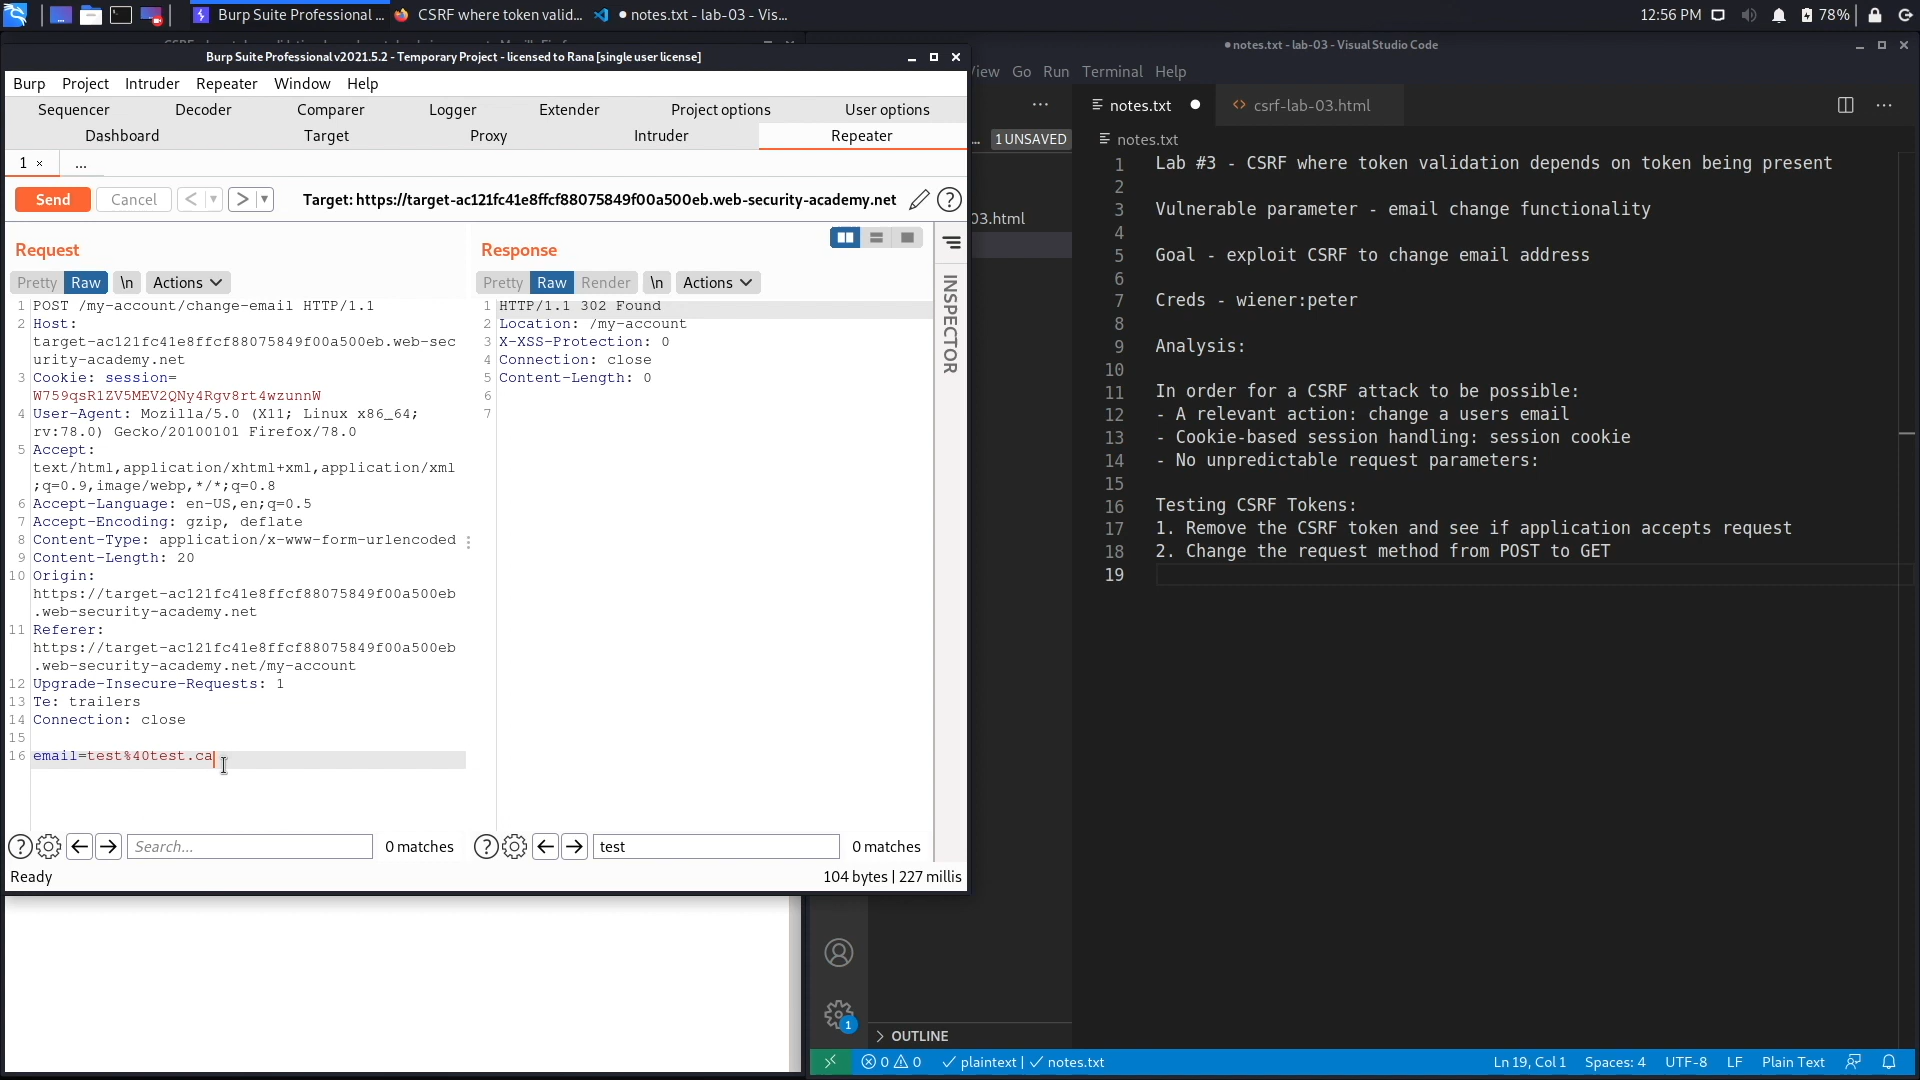 Burp Suite Professional ...
CSRF where token valid...
● notes.txt - lab-03 - Vis...
12:56 PM
78%
Burp Suite Professional v2021.5.2 - Temporary Project - licensed to Rana [single user license]
Burp Project Intruder Repeater Window Help
Sequencer Decoder Comparer Logger Extender Project options User options
Dashboard Target Proxy Intruder Repeater
1 × ...
Send Cancel < > Target: https://target-ac121fc41e8ffcf88075849f00a500eb.web-security-academy.net
Request
Pretty Raw \n Actions
1 POST /my-account/change-email HTTP/1.1
2 Host:
target-ac121fc41e8ffcf88075849f00a500eb.web-sec
urity-academy.net
3 Cookie: session=
W759qsR1ZV5MEV2QNy4Rgv8rt4wzunnW
4 User-Agent: Mozilla/5.0 (X11; Linux x86_64;
rv:78.0) Gecko/20100101 Firefox/78.0
5 Accept:
text/html,application/xhtml+xml,application/xml
;q=0.9,image/webp,*/*;q=0.8
6 Accept-Language: en-US,en;q=0.5
7 Accept-Encoding: gzip, deflate
8 Content-Type: application/x-www-form-urlencoded
9 Content-Length: 20
10 Origin:
https://target-ac121fc41e8ffcf88075849f00a500eb
.web-security-academy.net
11 Referer:
https://target-ac121fc41e8ffcf88075849f00a500eb
.web-security-academy.net/my-account
12 Upgrade-Insecure-Requests: 1
13 Te: trailers
14 Connection: close
15
16 email=test%40test.ca
Search... 0 matches
Ready
Response
Pretty Raw Render \n Actions
1 HTTP/1.1 302 Found
2 Location: /my-account
3 X-XSS-Protection: 0
4 Connection: close
5 Content-Length: 0
6
7
test 0 matches
104 bytes | 227 millis
INSPECTOR
● notes.txt - lab-03 - Visual Studio Code
View Go Run Terminal Help
... 1 UNSAVED
03.html
notes.txt ● csrf-lab-03.html
notes.txt
1 Lab #3 - CSRF where token validation depends on token being present
2
3 Vulnerable parameter - email change functionality
4
5 Goal - exploit CSRF to change email address
6
7 Creds - wiener:peter
8
9 Analysis:
10
11 In order for a CSRF attack to be possible:
12 - A relevant action: change a users email
13 - Cookie-based session handling: session cookie
14 - No unpredictable request parameters:
15
16 Testing CSRF Tokens:
17 1. Remove the CSRF token and see if application accepts request
18 2. Change the request method from POST to GET
19
1
OUTLINE
0 0 plaintext | notes.txt Ln 19, Col 1 Spaces: 4 UTF-8 LF Plain Text